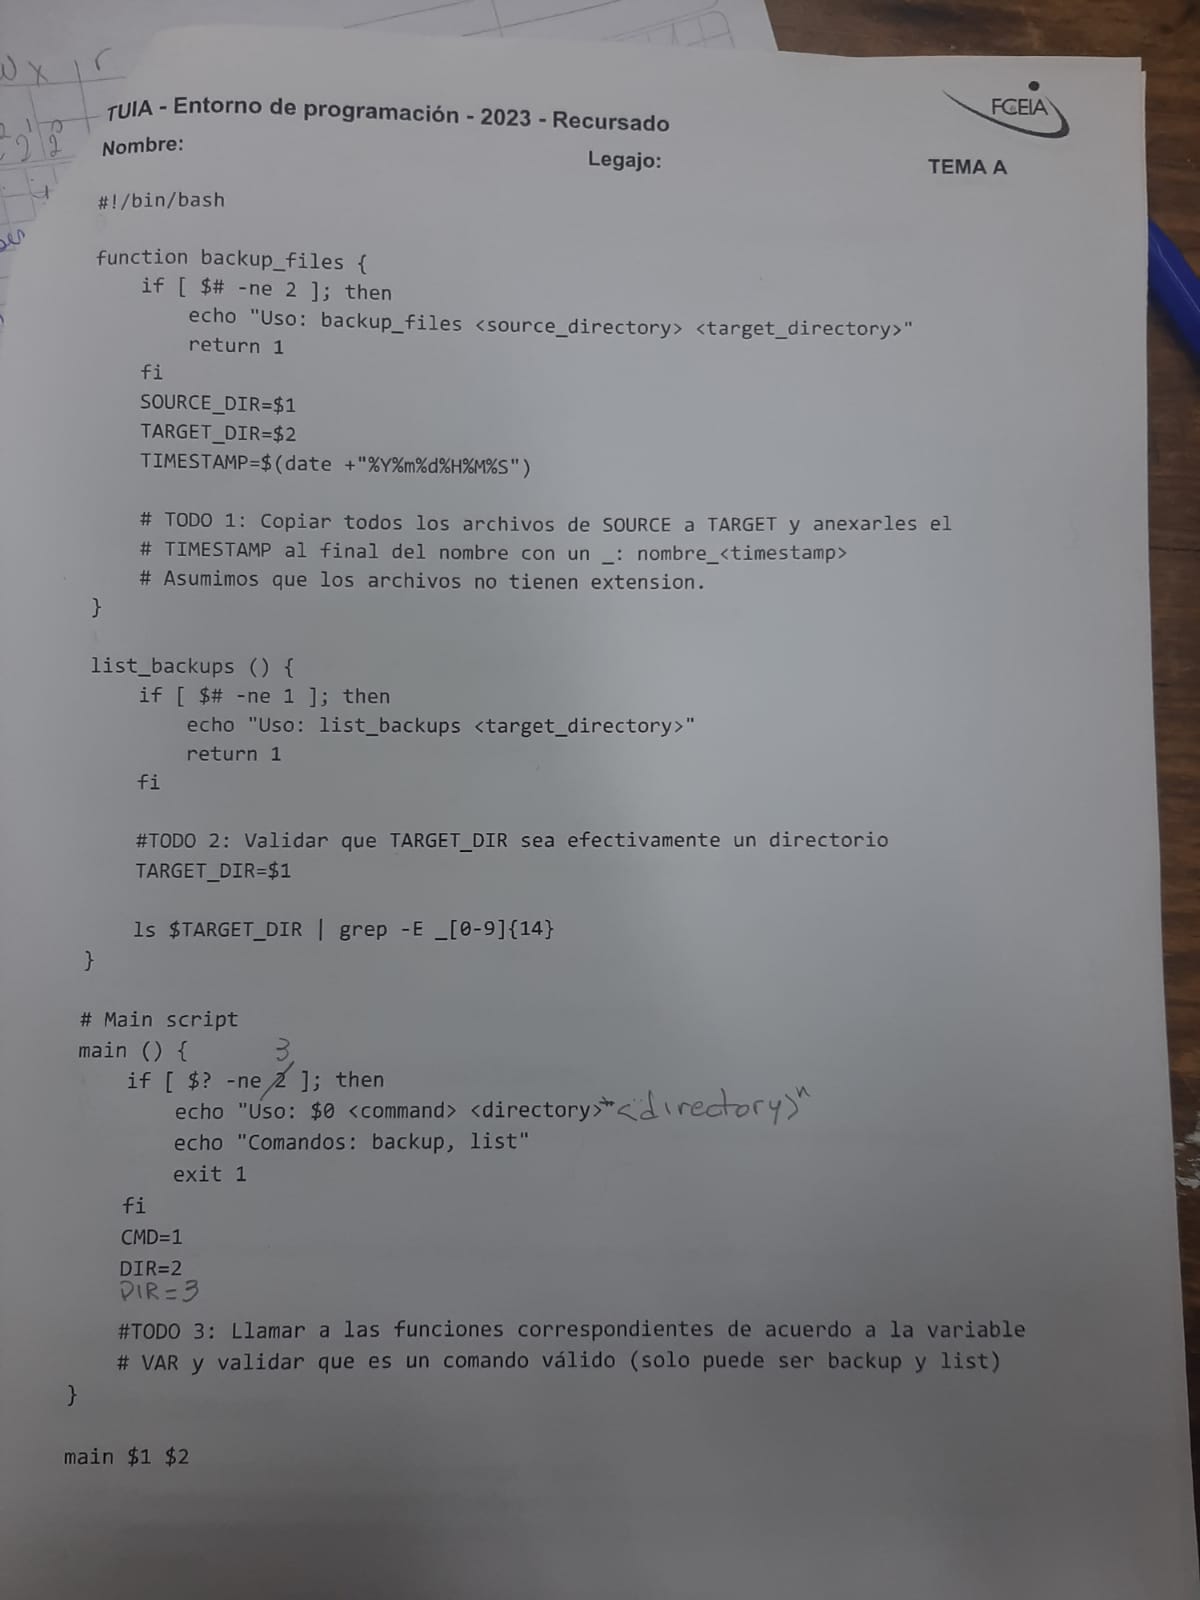 TUIA - Entorno de programación - 2023 - Recursado
FCEIA
Nombre:
Legajo:
TEMA A
#!/bin/bash
function backup_files {
if [ $# -ne 2 ]; then
echo "Uso: backup_files <source_directory> <target_directory>"
return 1
fi
SOURCE_DIR=$1
TARGET_DIR=$2
TIMESTAMP=$(date +"%Y%m%d%H%M%S")
# TODO 1: Copiar todos los archivos de SOURCE a TARGET y anexarles el
# TIMESTAMP al final del nombre con un _: nombre_<timestamp>
# Asumimos que los archivos no tienen extension.
}
list_backups () {
if [ $# -ne 1 ]; then
echo "Uso: list_backups <target_directory>"
return 1
fi
#TODO 2: Validar que TARGET_DIR sea efectivamente un directorio
TARGET_DIR=$1
ls $TARGET_DIR | grep -E _[0-9]{14}
}
# Main script
main () {
3
if [ $? -ne 2 ]; then
echo "Uso: $0 <command> <directory>" <directory>"
echo "Comandos: backup, list"
exit 1
fi
CMD=1
DIR=2
DIR=3
#TODO 3: Llamar a las funciones correspondientes de acuerdo a la variable
# VAR y validar que es un comando válido (solo puede ser backup y list)
}
main $1 $2